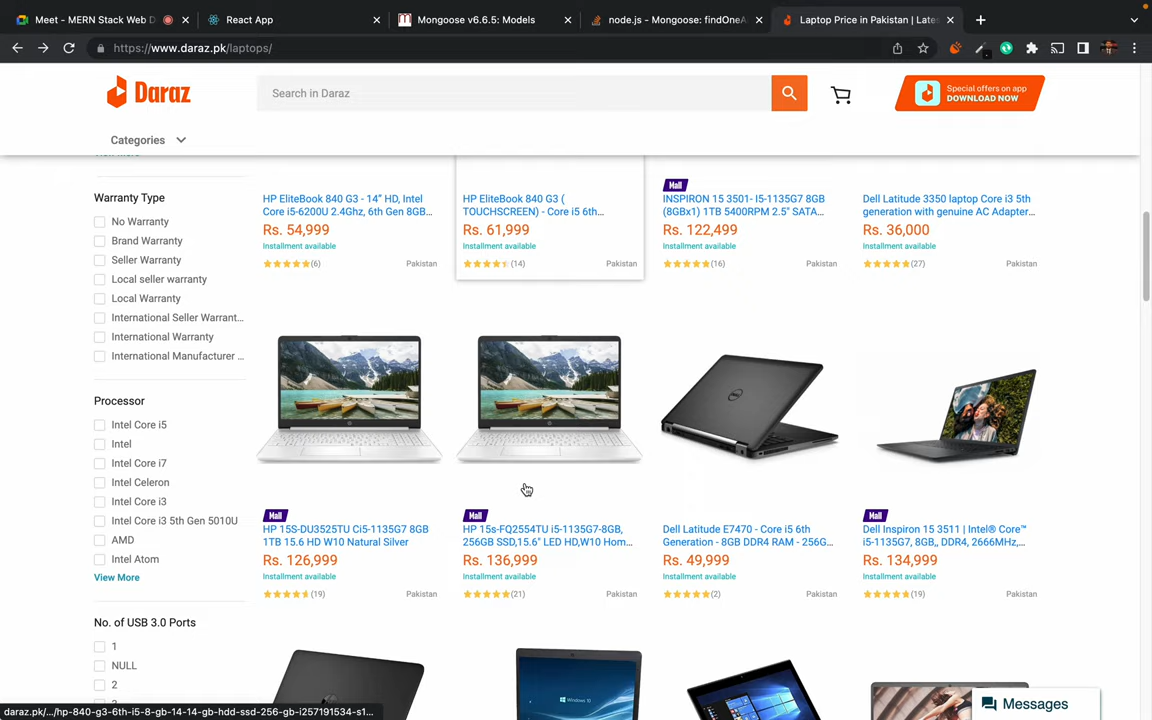 Meet - MERN Stack Web D
React App
Mongoose v6.6.5: Models
node.js - Mongoose: findOneA
Laptop Price in Pakistan | Late
https://www.daraz.pk/laptops/
Daraz
Search in Daraz
Special offers on app
DOWNLOAD NOW
Categories
Warranty Type
No Warranty
Brand Warranty
Seller Warranty
Local seller warranty
Local Warranty
International Seller Warrant...
International Warranty
International Manufacturer ...
Processor
Intel Core i5
Intel
Intel Core i7
Intel Celeron
Intel Core i3
Intel Core i3 5th Gen 5010U
AMD
Intel Atom
View More
No. of USB 3.0 Ports
1
NULL
2
HP EliteBook 840 G3 - 14” HD, Intel
Core i5-6200U 2.4Ghz, 6th Gen 8GB...
Rs. 54,999
Installment available
(6)
Pakistan
HP EliteBook 840 G3 (
TOUCHSCREEN) - Core i5 6th...
Rs. 61,999
Installment available
(14)
Pakistan
Mall
INSPIRON 15 3501- I5-1135G7 8GB
(8GBx1) 1TB 5400RPM 2.5" SATA...
Rs. 122,499
Installment available
(16)
Pakistan
Dell Latitude 3350 laptop Core i3 5th
generation with genuine AC Adapter...
Rs. 36,000
Installment available
(27)
Pakistan
Mall
HP 15S-DU3525TU Ci5-1135G7 8GB
1TB 15.6 HD W10 Natural Silver
Rs. 126,999
Installment available
(19)
Pakistan
Mall
HP 15s-FQ2554TU i5-1135G7-8GB,
256GB SSD,15.6" LED HD,W10 Hom...
Rs. 136,999
Installment available
(21)
Pakistan
Dell Latitude E7470 - Core i5 6th
Generation - 8GB DDR4 RAM - 256G...
Rs. 49,999
Installment available
(2)
Pakistan
Mall
Dell Inspiron 15 3511 | Intel® Core™
i5-1135G7, 8GB,, DDR4, 2666MHz,...
Rs. 134,999
Installment available
(19)
Pakistan
Messages
daraz.pk/.../hp-840-g3-6th-i5-8-gb-14-14-gb-hdd-ssd-256-gb-i257191534-s1...